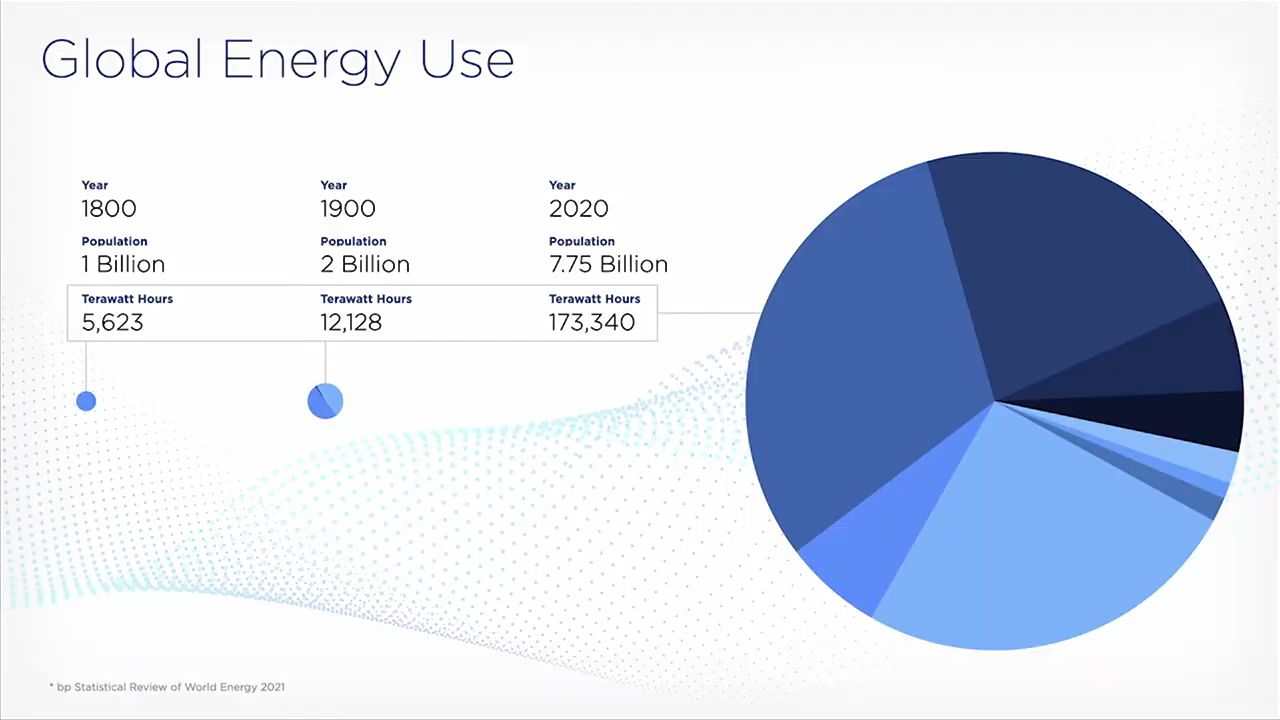 Global Energy Use
Year
1800
Population
1 Billion
Terawatt Hours
5,623
Year
1900
Population
2 Billion
Terawatt Hours
12,128
Year
2020
Population
7.75 Billion
Terawatt Hours
173,340
* bp Statistical Review of World Energy 2021